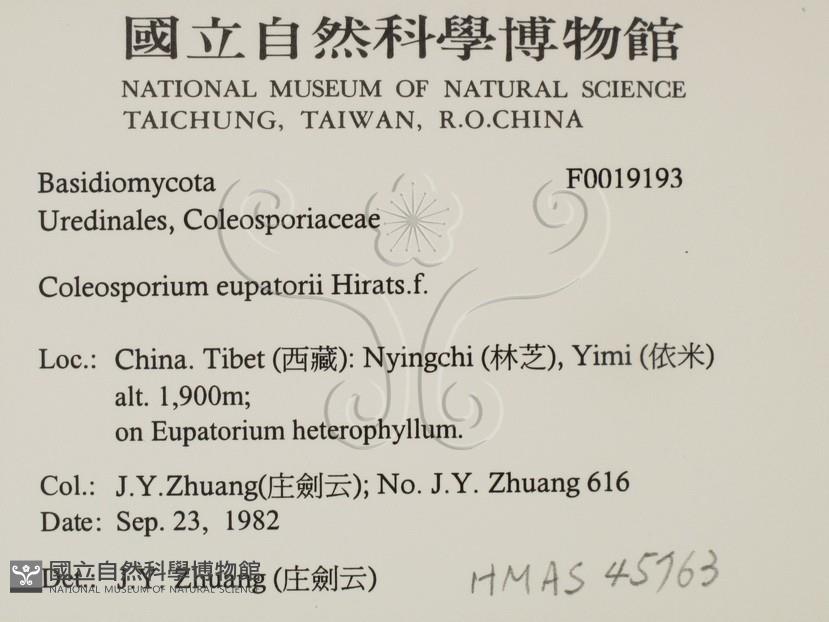 國立自然科學博物館
NATIONAL MUSEUM OF NATURAL SCIENCE
TAICHUNG, TAIWAN, R.O.CHINA
Basidiomycota F0019193
Uredinales, Coleosporiaceae
Coleosporium eupatorii Hirats.f.
Loc.: China. Tibet (西藏): Nyingchi (林芝), Yimi (依米)
alt. 1,900m;
on Eupatorium heterophyllum.
Col.: J.Y.Zhuang(庄劍云); No. J.Y. Zhuang 616
Date: Sep. 23, 1982
Det.: J.Y. Zhuang (庄劍云)
HMAS 45763
國立自然科學博物館
NATIONAL MUSEUM OF NATURAL SCIENCE